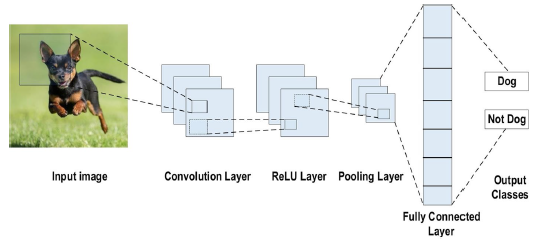 Dog
Not Dog
Input image
Convolution Layer
ReLU Layer
Pooling Layer
Output
Classes
Fully Connected
Layer